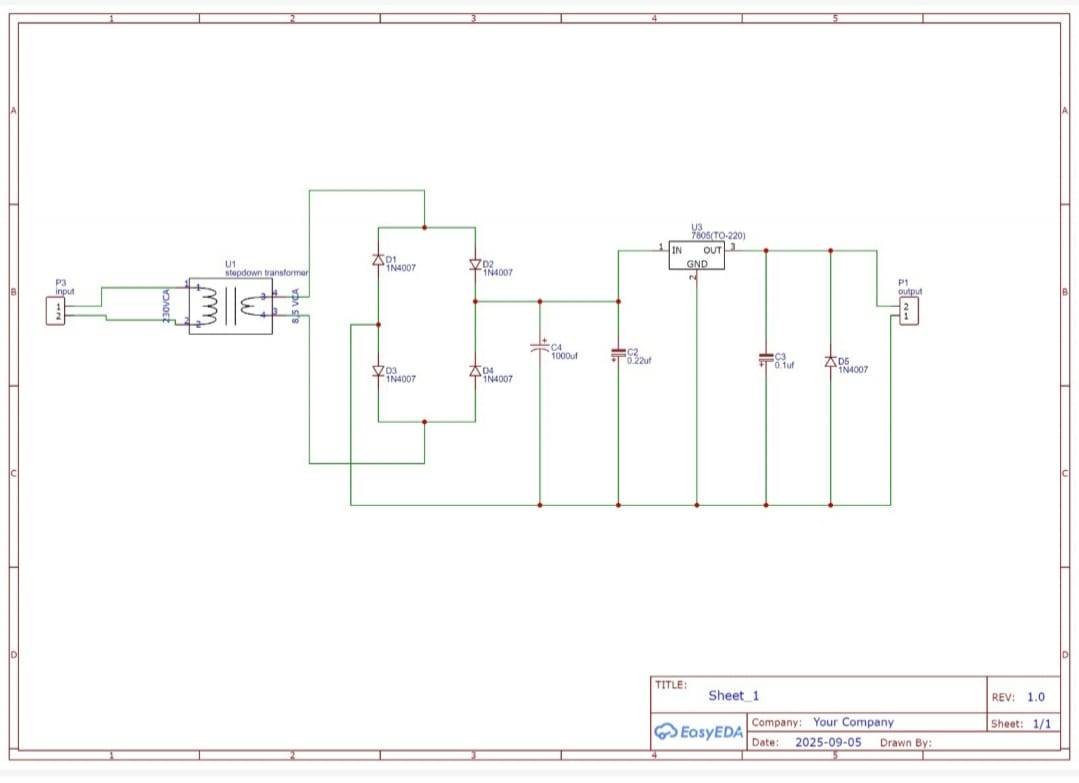 1 2 3 4 5
A A
B B
C C
D D
P3
input
1
2
230VCA
U1
stepdown transformer
1 4
3
2 3
4
2
8,5 VCA
D1
1N4007
D2
1N4007
D3
1N4007
D4
1N4007
+
C4
1000uf
+
C2
0.22uf
U3
7805(TO-220)
1 IN OUT 3
GND
2
+
C3
0.1uf
D5
1N4007
P1
output
2
1
TITLE:
Sheet_1
REV: 1.0
EasyEDA
Company: Your Company
Sheet: 1/1
Date: 2025-09-05 Drawn By:
1 2 3 4 5